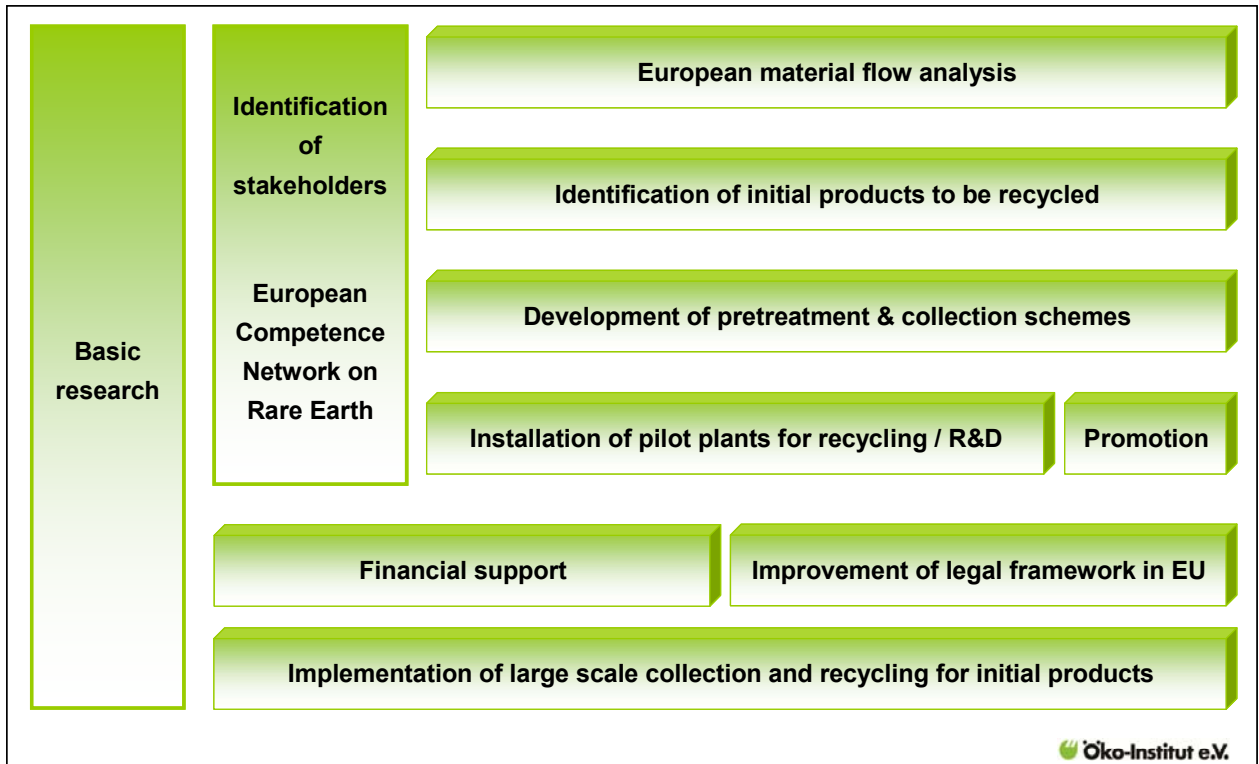 Basic
research
Identification
of
stakeholders
European
Competence
Network on
Rare Earth
European material flow analysis
Identification of initial products to be recycled
Development of pretreatment & collection schemes
Installation of pilot plants for recycling / R&D
Promotion
Financial support
Improvement of legal framework in EU
Implementation of large scale collection and recycling for initial products
Öko-Institut e.V.